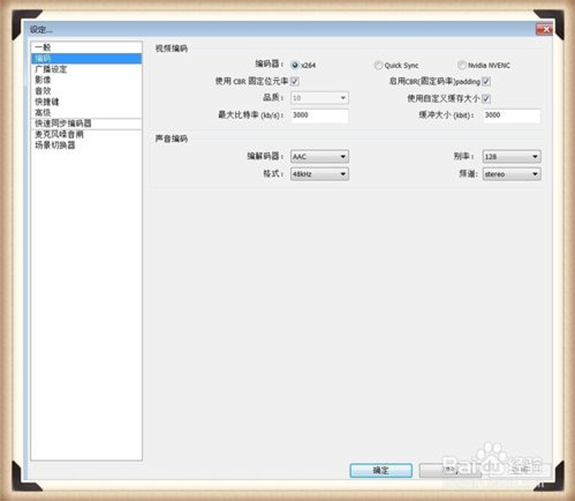 设定...
一般
编码
广播设定
影像
音效
快捷键
高级
快速同步编码器
麦克风噪音阀
场景切换器
视频编码
编码器: x264 Quick Sync Nvidia NVENC
使用 CBR 固定位元率 启用CBR(固定码率)padding
品质: 10 使用自定义缓存大小
最大比特率 (kb/s): 3000 缓冲大小 (kbit): 3000
声音编码
编解码器: AAC 别率: 128
格式: 48kHz 频道: stereo
确定
Baidu 经验